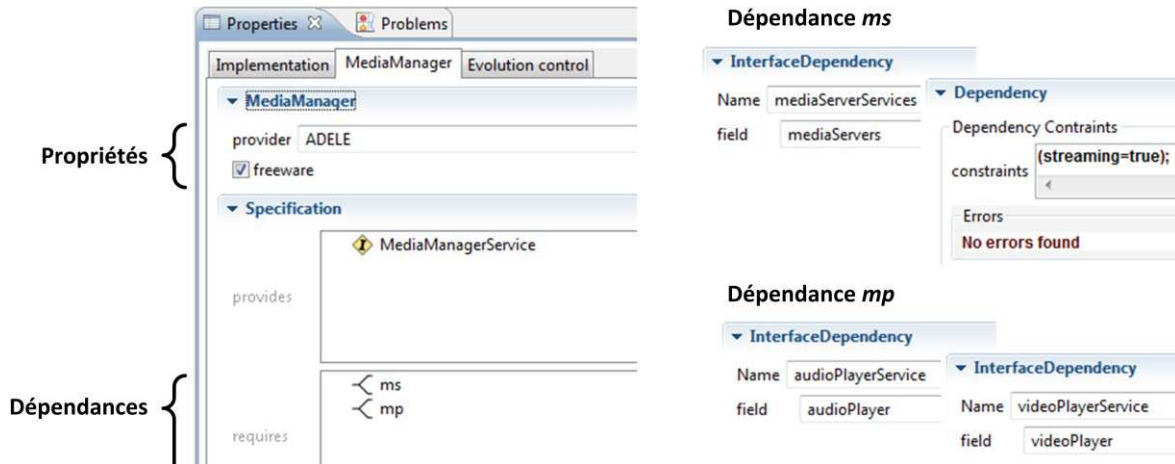 Properties
Problems
Implementation
MediaManager
Evolution control
MediaManager
provider ADELE
freeware
Specification
MediaManagerService
provides
ms
mp
requires
Propriétés
Dépendances
Dépendance ms
InterfaceDependency
Name mediaServerServices
field mediaServers
Dependency
Dependency Contraints
constraints (streaming=true);
Errors
No errors found
Dépendance mp
InterfaceDependency
Name audioPlayerService
field audioPlayer
InterfaceDependency
Name videoPlayerService
field videoPlayer